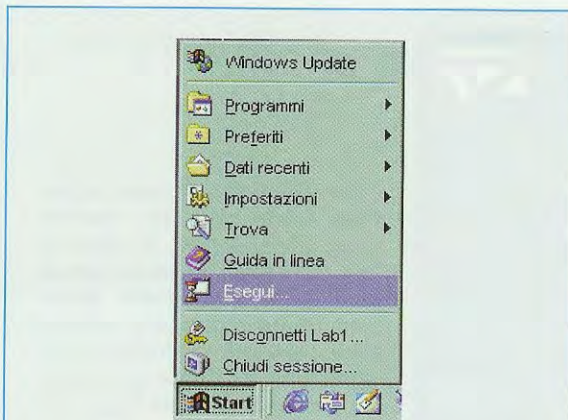 Windows Update
Programmi
Preferiti
Dati recenti
Impostazioni
Trova
Guida in linea
Esegui...
Disconnetti Lab1...
Chiudi sessione...
Start